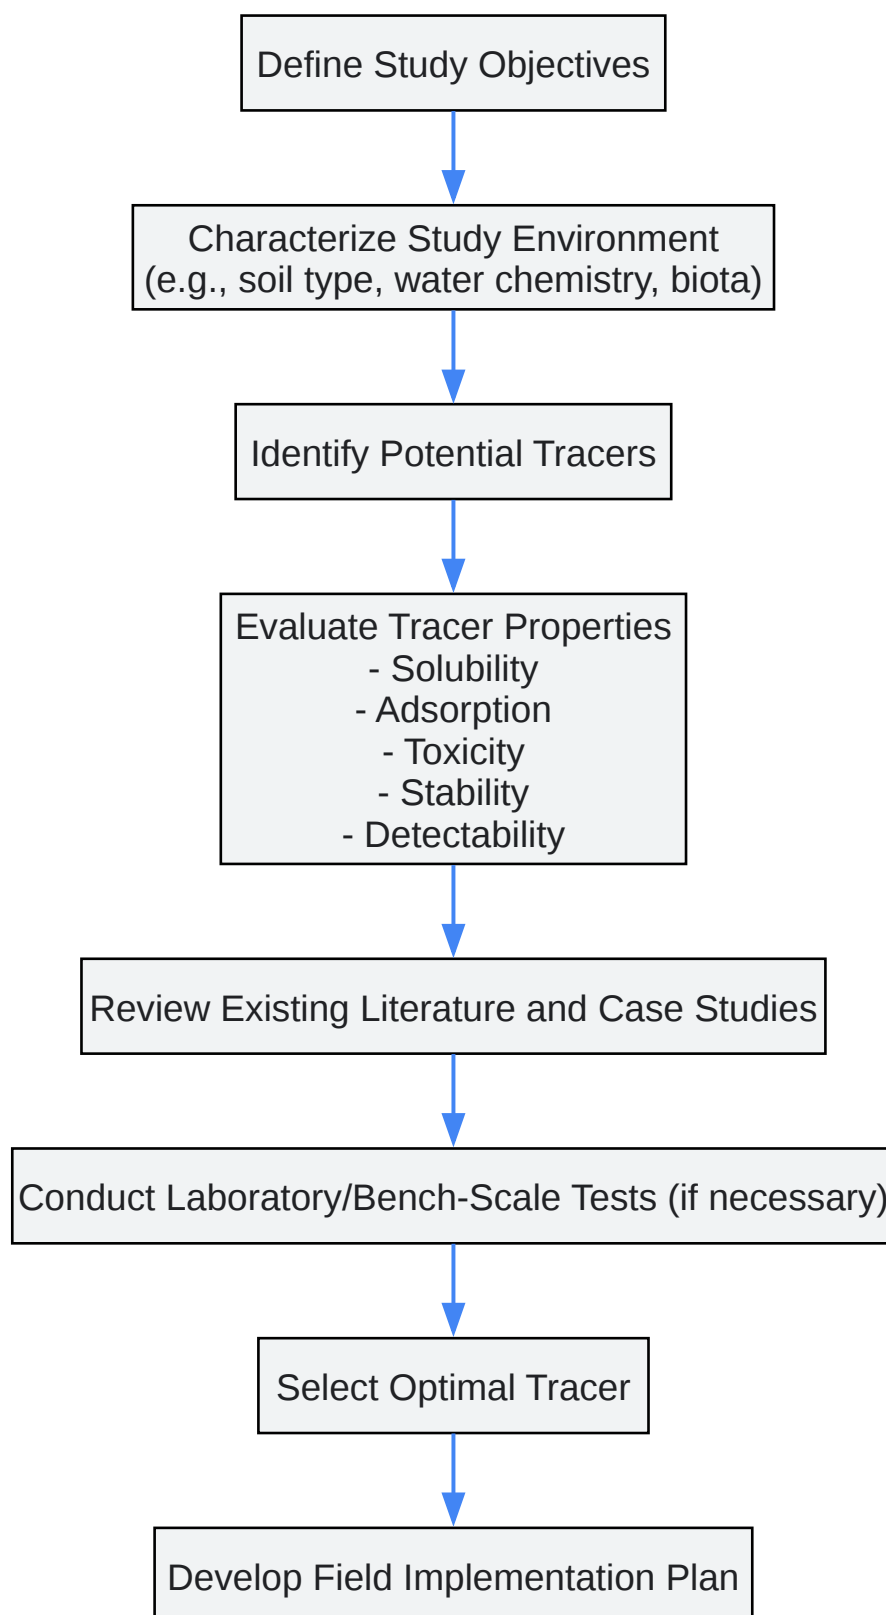 Define Study Objectives
Characterize Study Environment
(e.g., soil type, water chemistry, biota)
Identify Potential Tracers
Evaluate Tracer Properties
- Solubility
- Adsorption
- Toxicity
- Stability
- Detectability
Review Existing Literature and Case Studies
Conduct Laboratory/Bench-Scale Tests (if necessary)
Select Optimal Tracer
Develop Field Implementation Plan